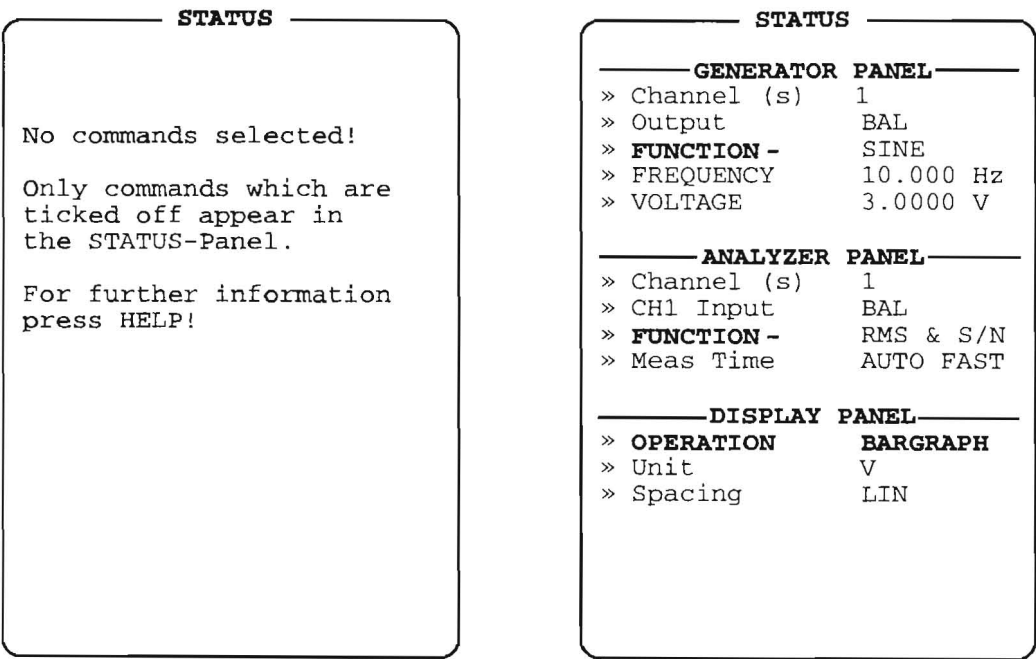 STATUS
No commands selected!
Only commands which are
ticked off appear in
the STATUS-Panel.
For further information
press HELP!
STATUS
GENERATOR PANEL
» Channel (s) 1
» Output BAL
» FUNCTION - SINE
» FREQUENCY 10.000 Hz
» VOLTAGE 3.0000 V
ANALYZER PANEL
» Channel (s) 1
» CH1 Input BAL
» FUNCTION - RMS & S/N
» Meas Time AUTO FAST
DISPLAY PANEL
» OPERATION BARGRAPH
» Unit V
» Spacing LIN